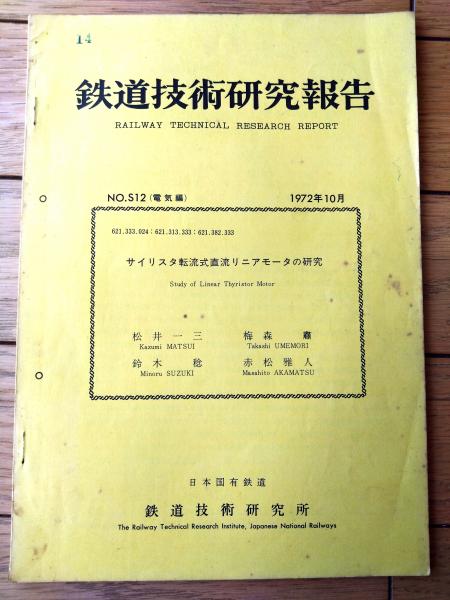 14
鉄道技術研究報告
RAILWAY TECHNICAL RESEARCH REPORT
NO.S12(電気編) 1972年10月
621.333.024:621.313.333:621.382.333
サイリスタ転流式直流リニアモータの研究
Study of Linear Thyristor Motor
松井一三 梅森
Kazumi MATSUI Takashi UMEMORI
鈴木稔 赤松雅人
Minoru SUZUKI Masahito AKAMATSU
日本国有鉄道
鉄道技術研究所
The Railway Technical Research Institute, Japanese National Railways